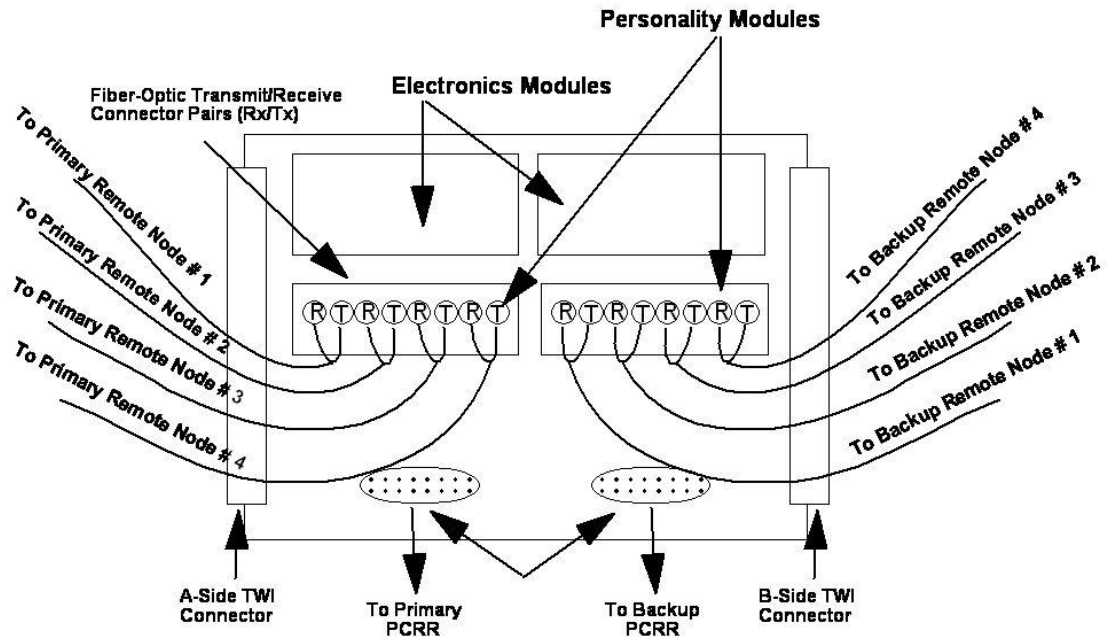 Personality Modules
Electronics Modules
Fiber-Optic Transmit/Receive
Connector Pairs (Rx/Tx)
To Primary Remote Node # 1
To Primary Remote Node # 2
To Primary Remote Node # 3
To Primary Remote Node # 4
To Backup Remote Node # 4
To Backup Remote Node # 3
To Backup Remote Node # 2
To Backup Remote Node # 1
R T R T R T R T
R T R T R T R T
A-Side TWI
Connector
To Primary
PCRR
To Backup
PCRR
B-Side TWI
Connector